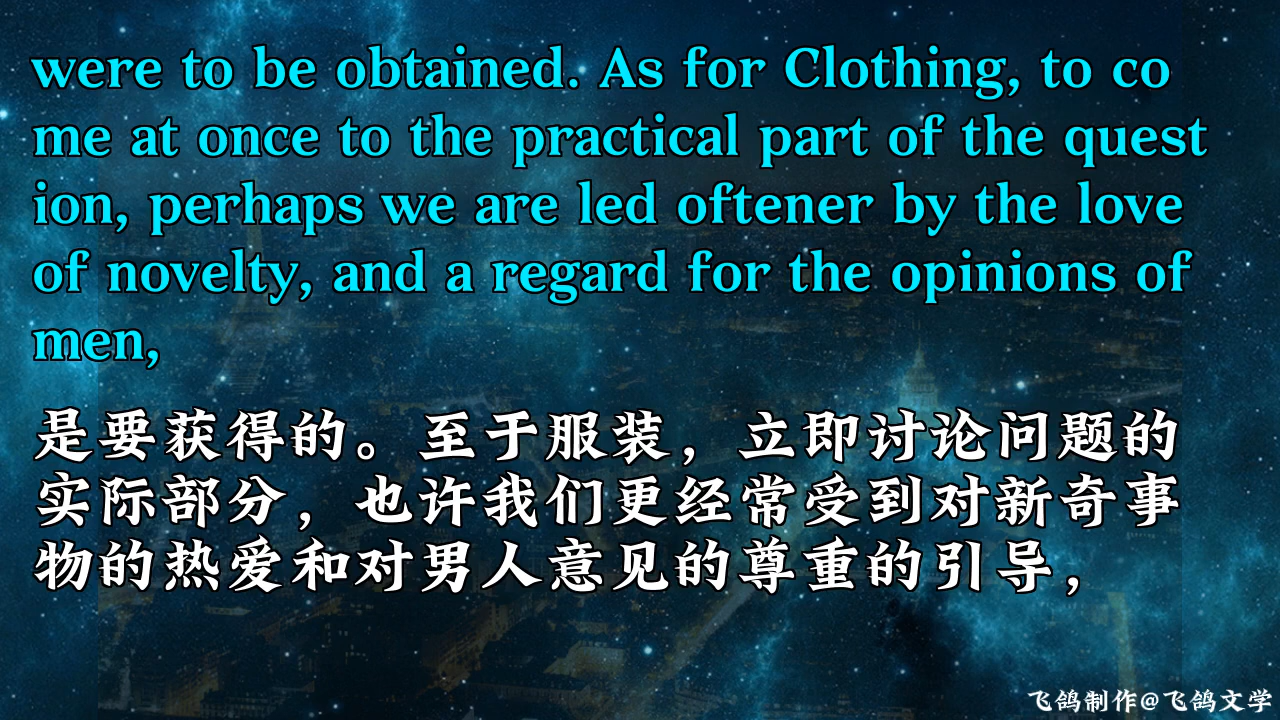 were to be obtained. As for Clothing, to co
me at once to the practical part of the quest
ion, perhaps we are led oftener by the love
of novelty, and a regard for the opinions of
men,
是要获得的。至于服装，立即讨论问题的
实际部分，也许我们更经常受到对新奇事
物的热爱和对男人意见的尊重的引导，
飞鸽制作@飞鸽文学